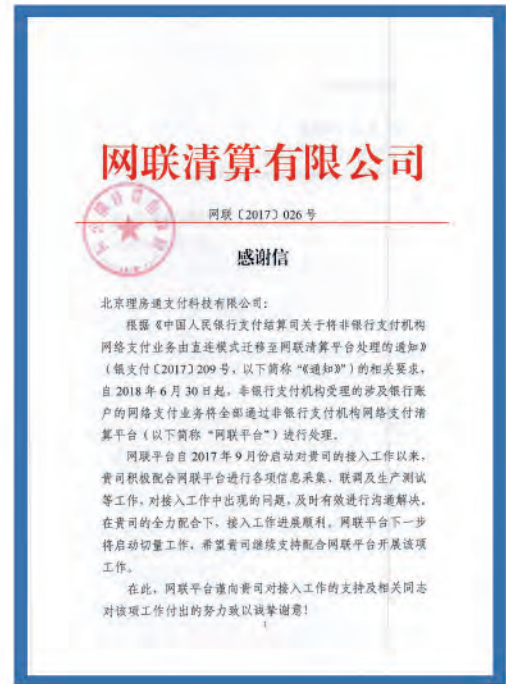 网联清算有限公司
网联〔2017〕026 号
感谢信
北京理房通支付科技有限公司：
根据《中国人民银行支付结算司关于将非银行支付机构
网络支付业务由直连模式迁移至网联清算平台处理的通知》
（银支付〔2017〕209 号，以下简称“《通知》”）的相关要求，
自 2018 年 6 月 30 日起，非银行支付机构受理的涉及银行账
户的网络支付业务将全部通过非银行支付机构网络支付清
算平台（以下简称“网联平台”）进行处理。
网联平台自 2017 年 9 月份启动对贵司的接入工作以来，
贵司积极配合网联平台进行各项信息采集、联调及生产测试
等工作，对接入工作中出现的问题，及时有效进行沟通解决。
在贵司的全力配合下，接入工作进展顺利。网联平台下一步
将启动切量工作，希望贵司继续支持配合网联平台开展该项
工作。
在此，网联平台谨向贵司对接入工作的支持及相关同志
对该项工作付出的努力致以诚挚谢意！
1